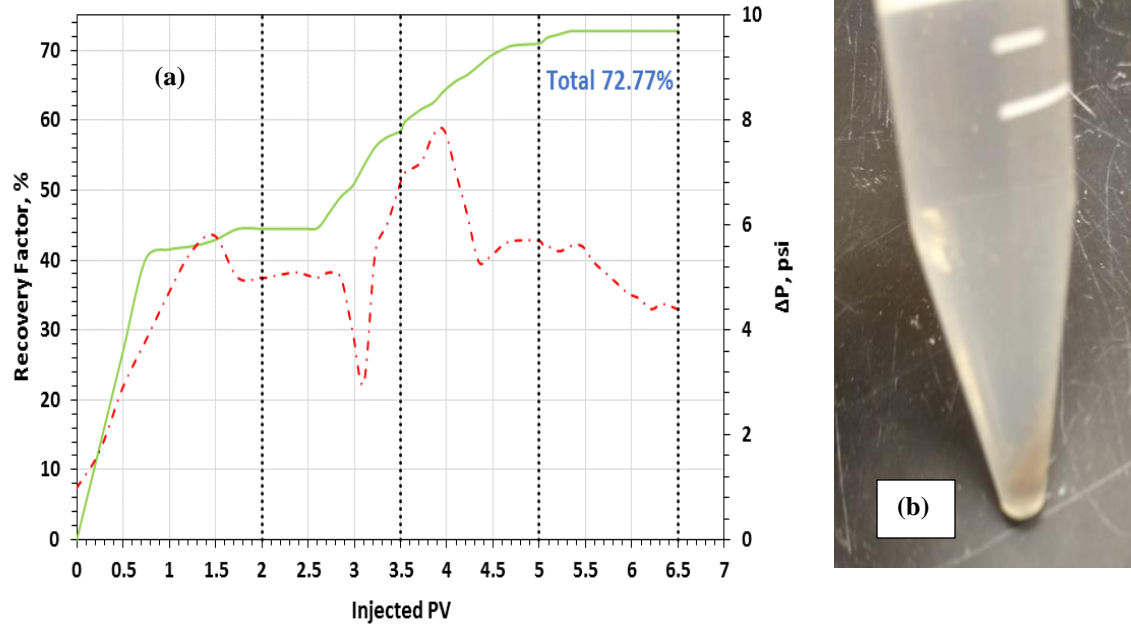 (a)
Total 72.77%
Recovery Factor, %
70
60
50
40
30
20
10
0
10
8
6
4
2
0
ΔP, psi
0 0.5 1 1.5 2 2.5 3 3.5 4 4.5 5 5.5 6 6.5 7
Injected PV
(b)